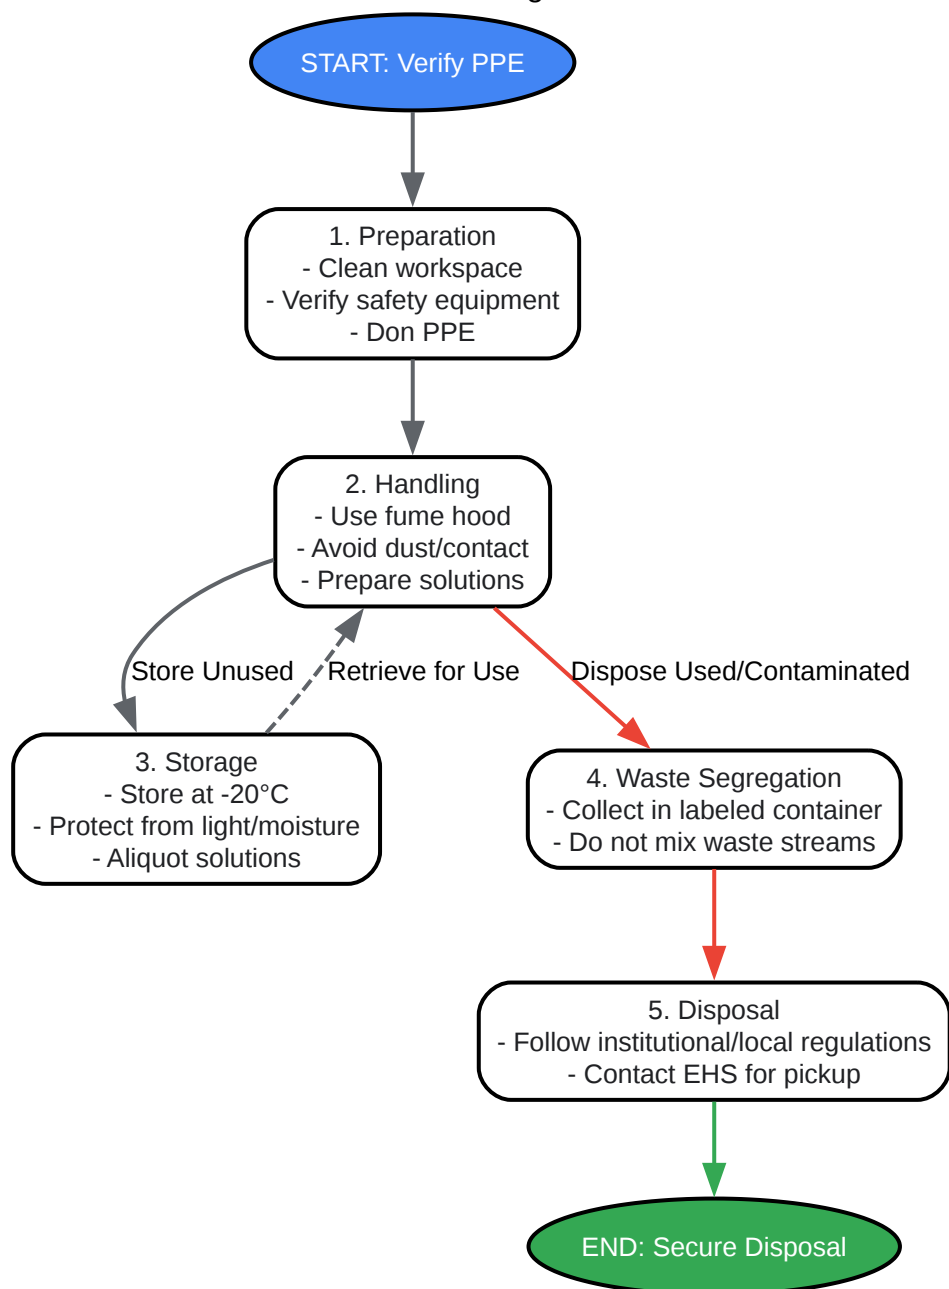 START: Verify PPE
1. Preparation
- Clean workspace
- Verify safety equipment
- Don PPE
2. Handling
- Use fume hood
- Avoid dust/contact
- Prepare solutions
Store Unused
Retrieve for Use
Dispose Used/Contaminated
3. Storage
- Store at -20°C
- Protect from light/moisture
- Aliquot solutions
4. Waste Segregation
- Collect in labeled container
- Do not mix waste streams
5. Disposal
- Follow institutional/local regulations
- Contact EHS for pickup
END: Secure Disposal